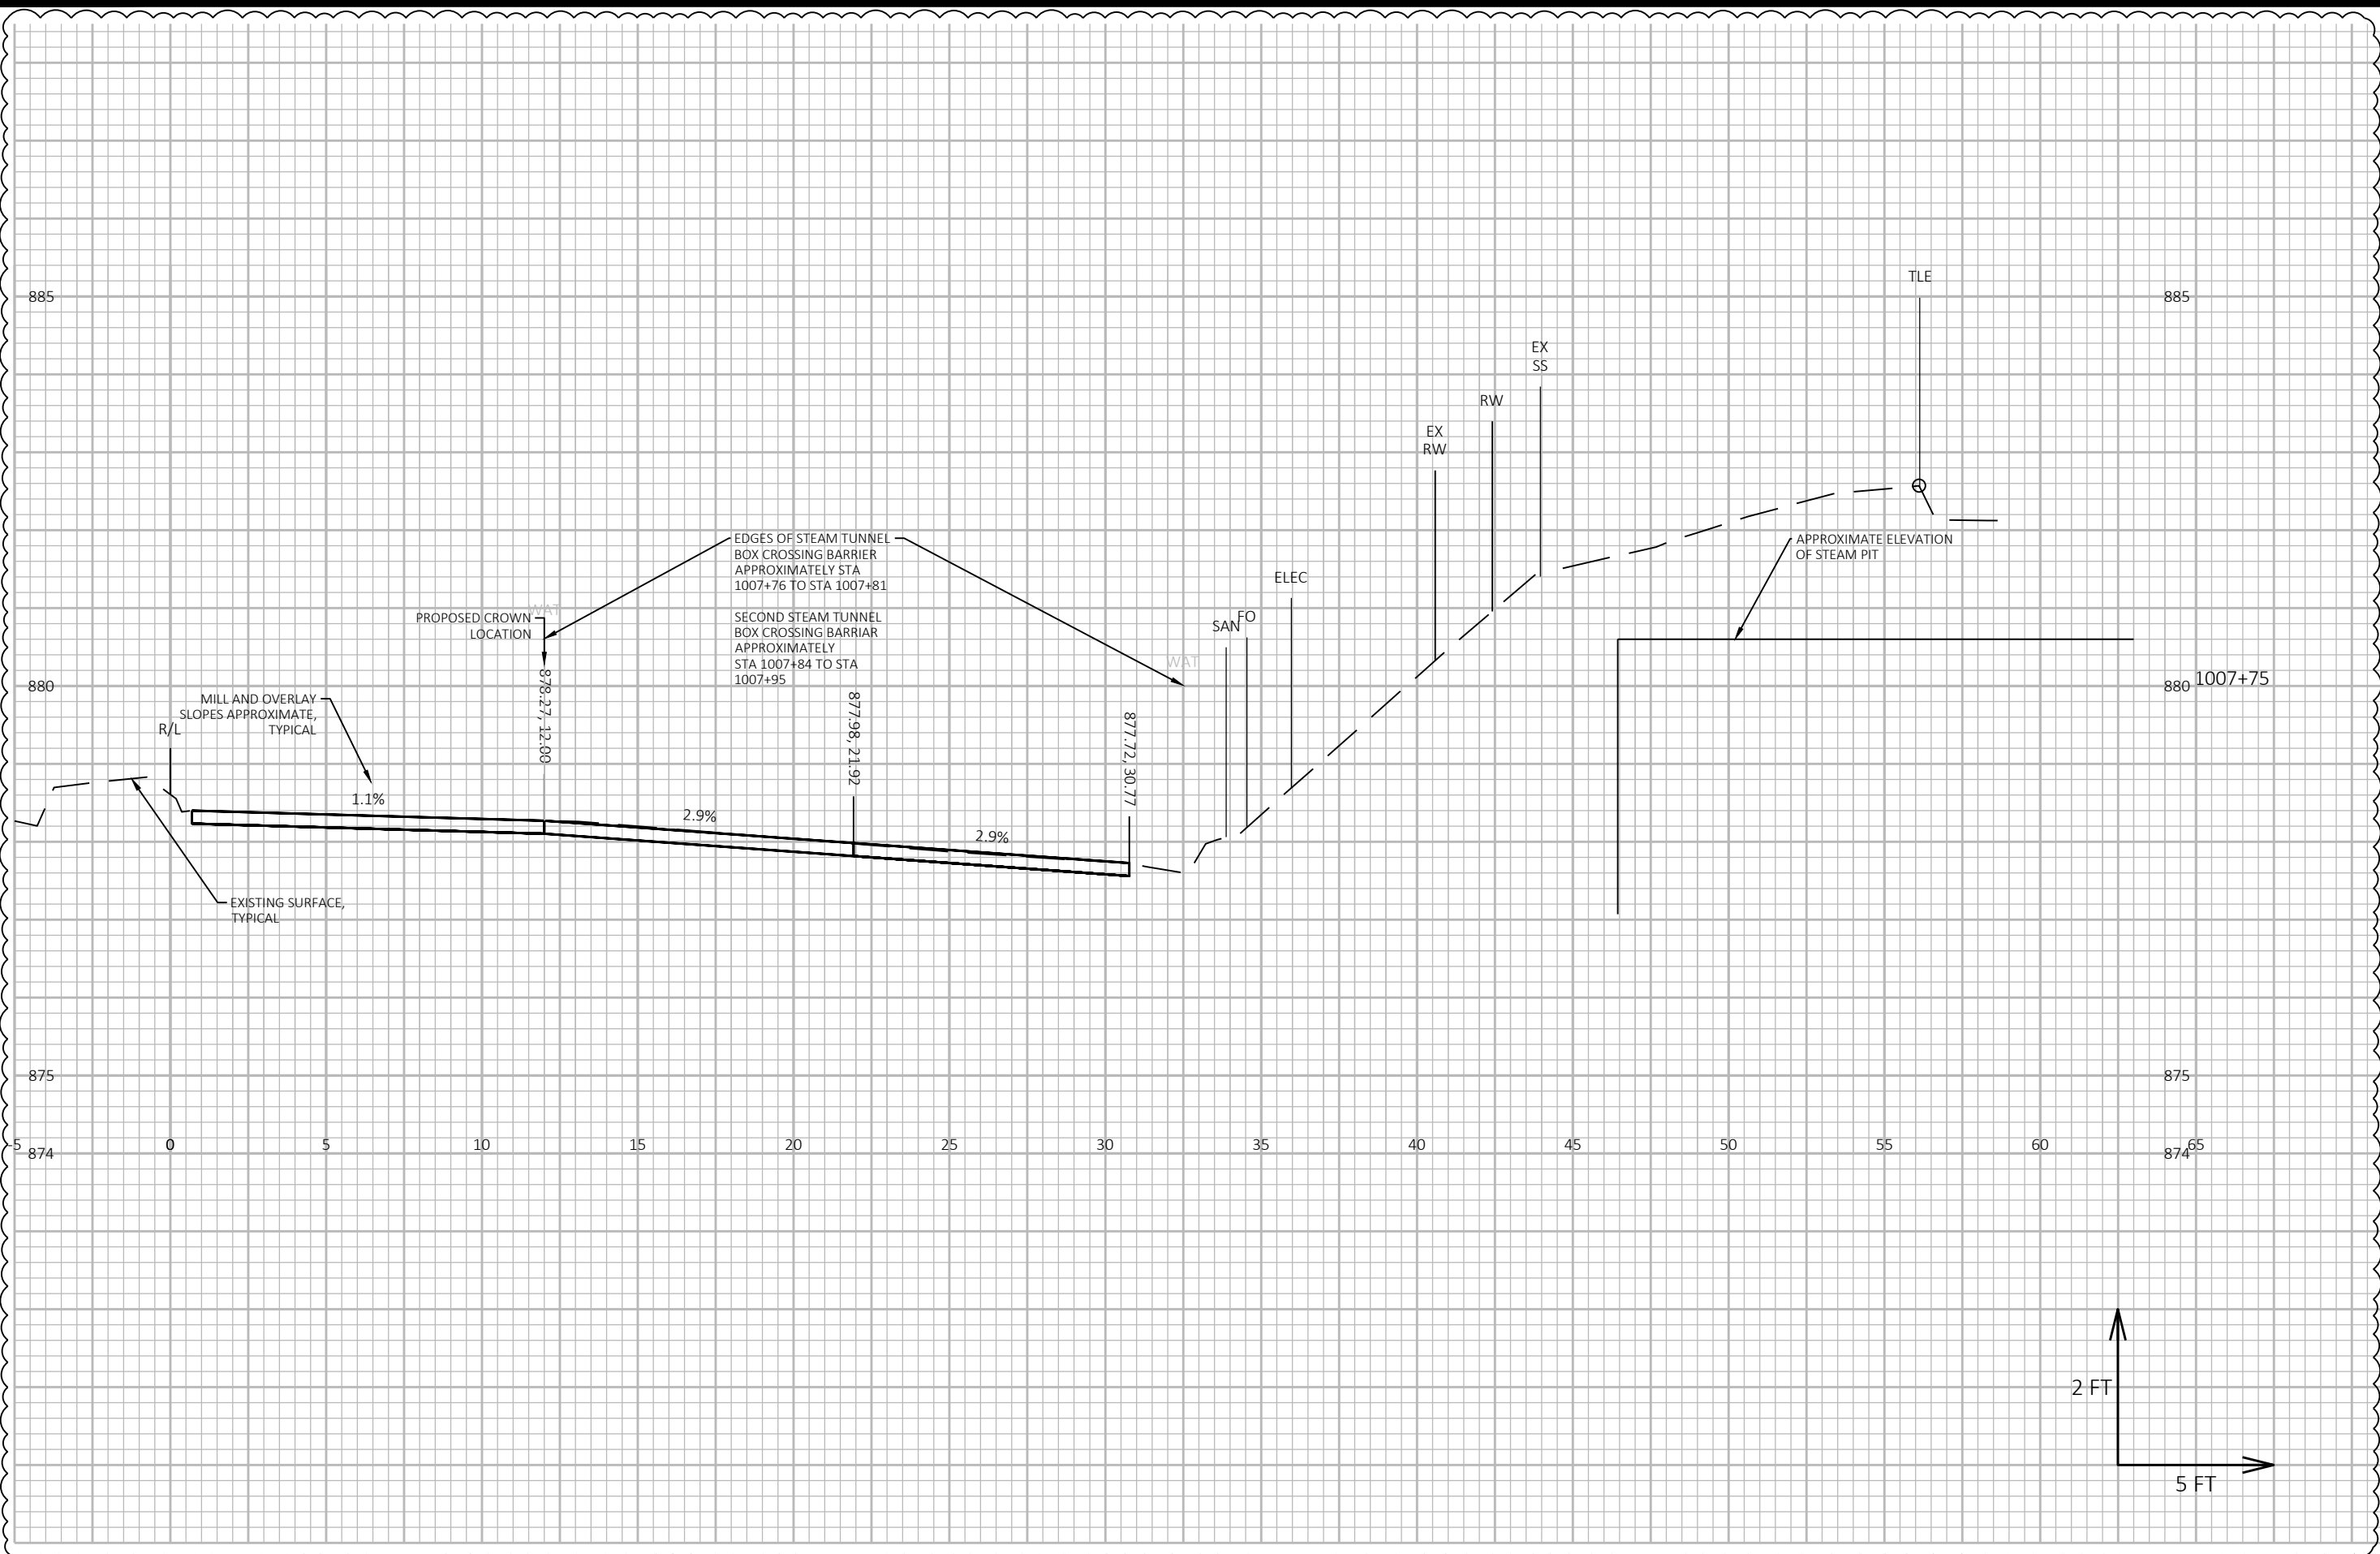 885
885
TLE
EX
SS
RW
EX
RW
EDGES OF STEAM TUNNEL
BOX CROSSING BARRIER
APPROXIMATELY STA
1007+76 TO STA 1007+81
APPROXIMATE ELEVATION
OF STEAM PIT
ELEC
WAT
PROPOSED CROWN
LOCATION
SECOND STEAM TUNNEL
BOX CROSSING BARRIAR
APPROXIMATELY
STA 1007+84 TO STA
1007+95
SAN
FO
WAT
880
880
1007+75
MILL AND OVERLAY
SLOPES APPROXIMATE,
TYPICAL
R/L
878.27, 12.00
877.98, 21.92
877.72, 30.77
1.1%
2.9%
2.9%
EXISTING SURFACE,
TYPICAL
875
875
-5 0 5 10 15 20 25 30 35 40 45 50 55 60 65
874
874
2 FT
5 FT